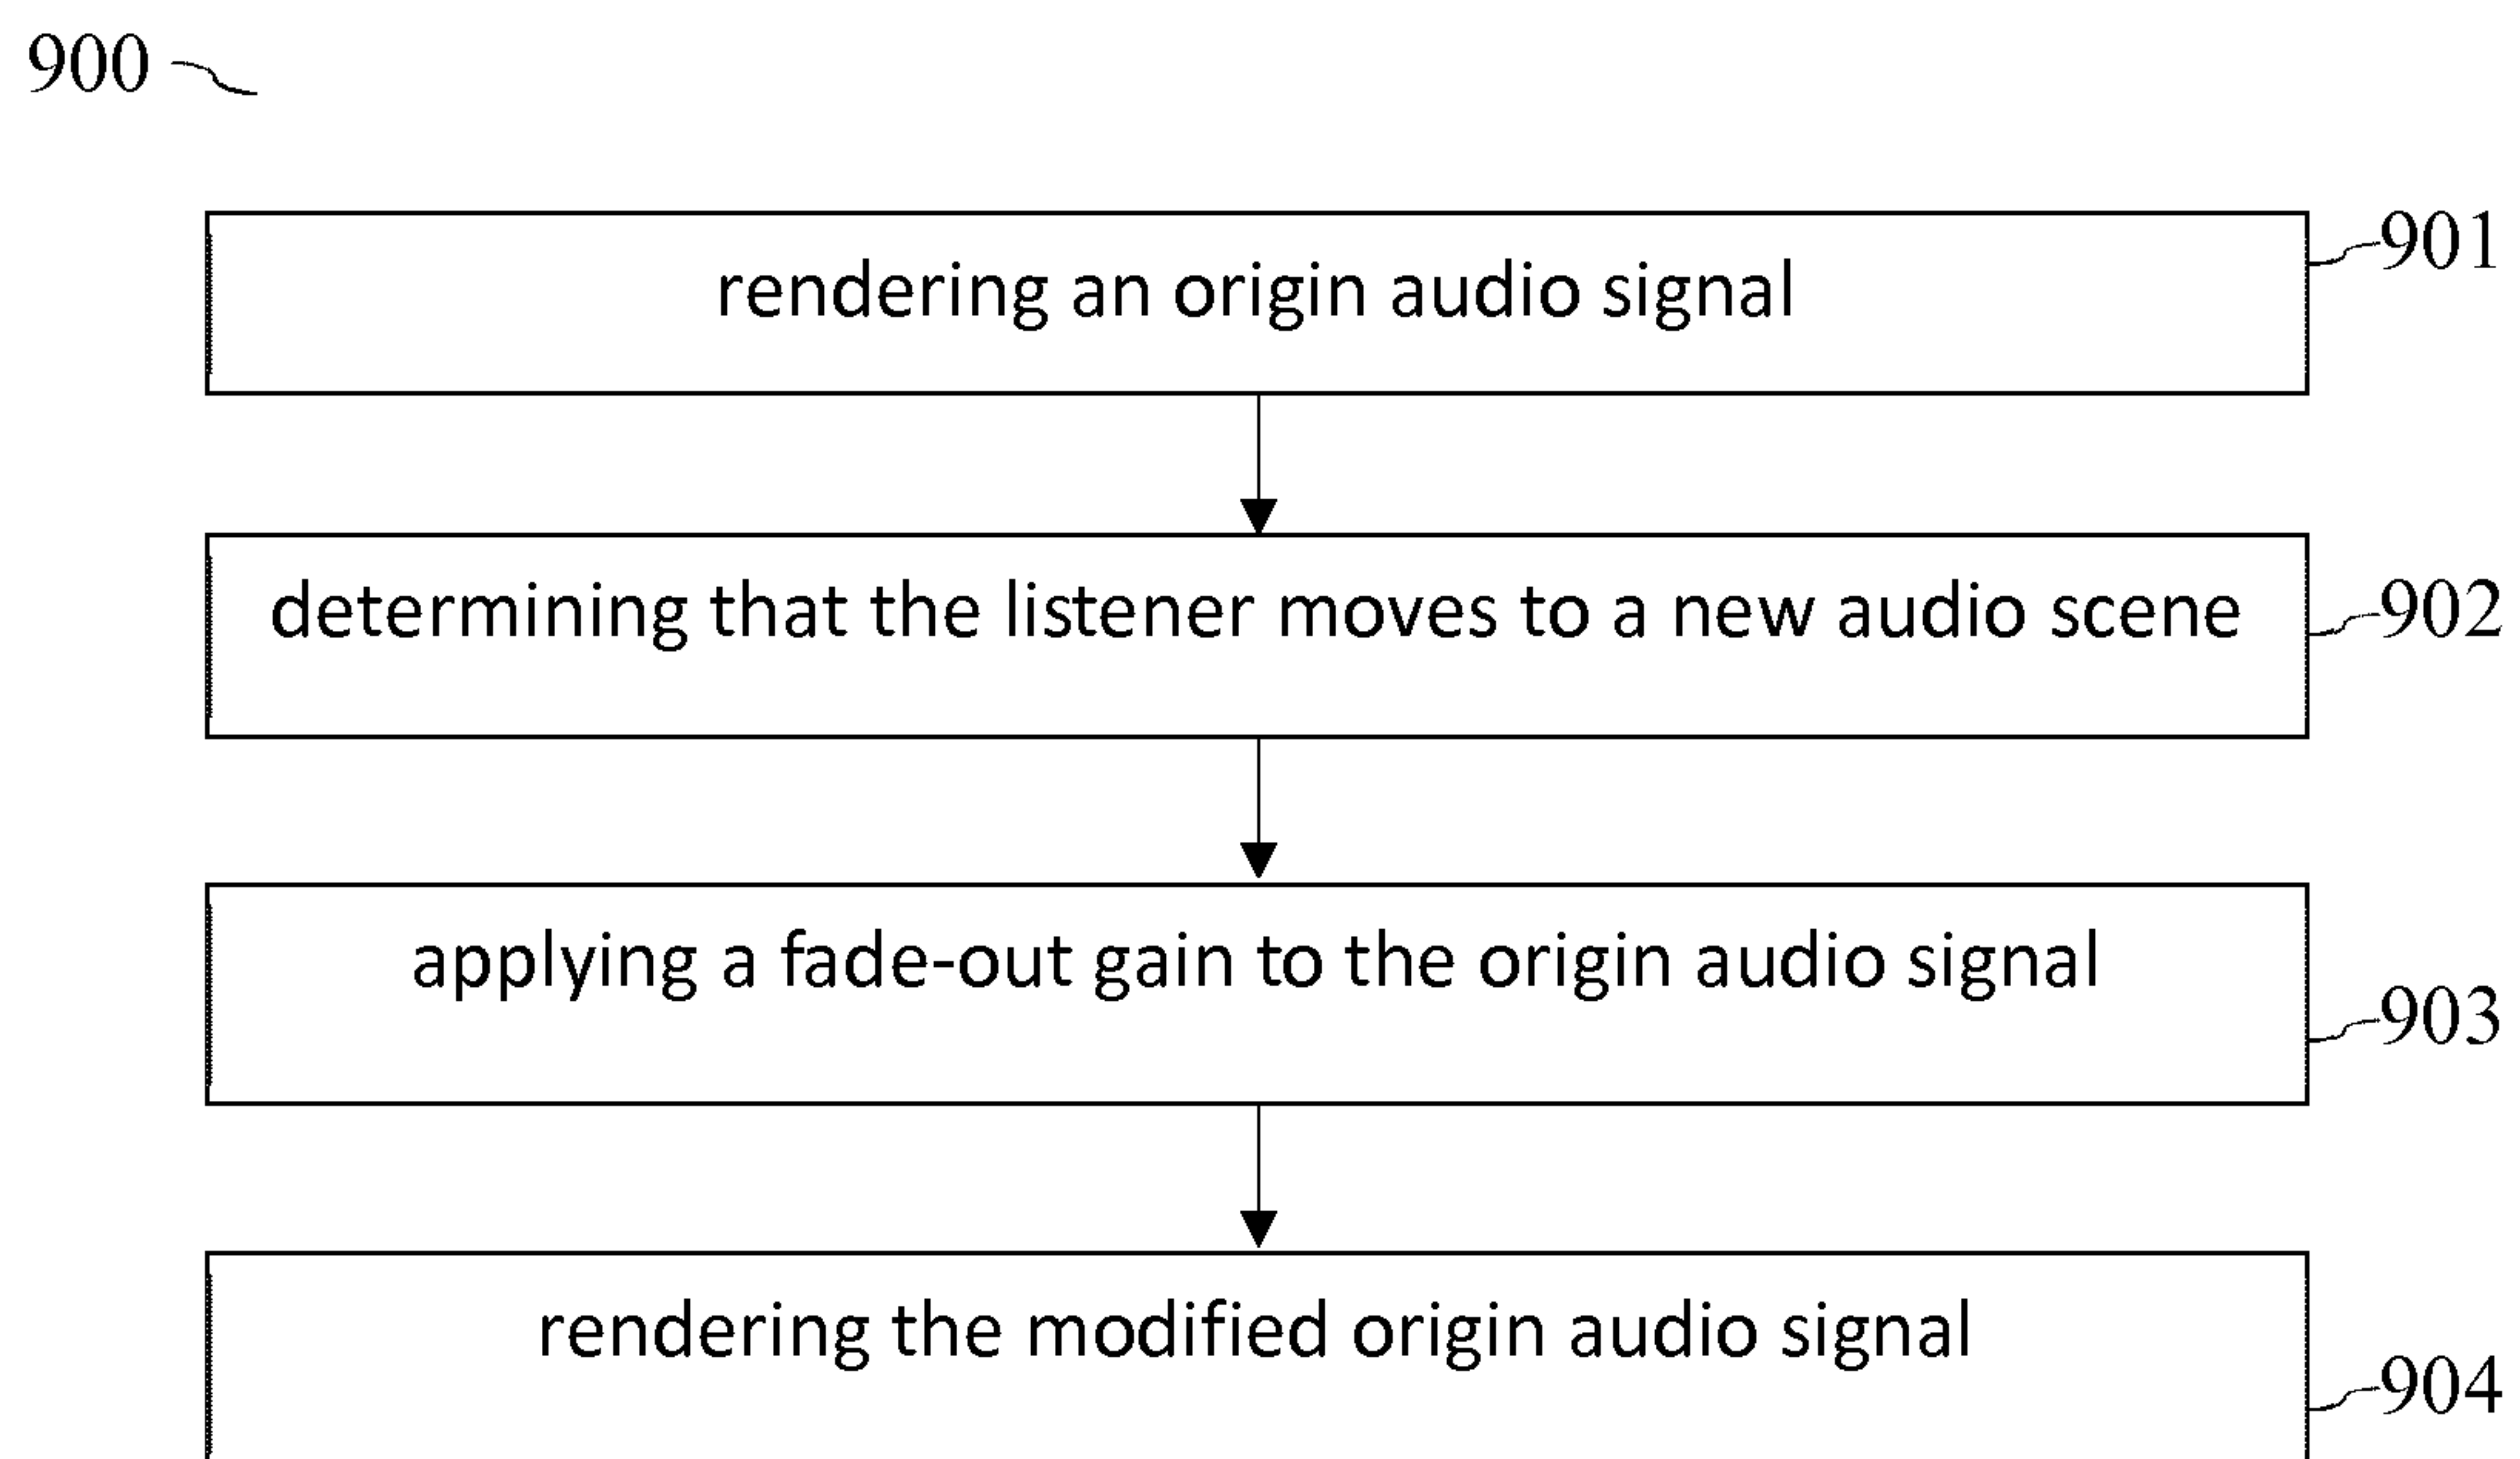 900
rendering an origin audio signal
901
determining that the listener moves to a new audio scene
902
applying a fade-out gain to the origin audio signal
903
rendering the modified origin audio signal
904